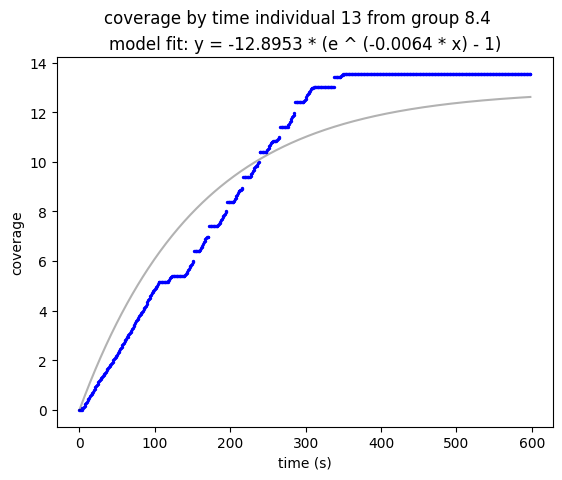 coverage by time individual 13 from group 8.4
model fit: y = -12.8953 * (e ^ (-0.0064 * x) - 1)
14
12
10
8
6
4
2
0
coverage
0 100 200 300 400 500 600
time (s)